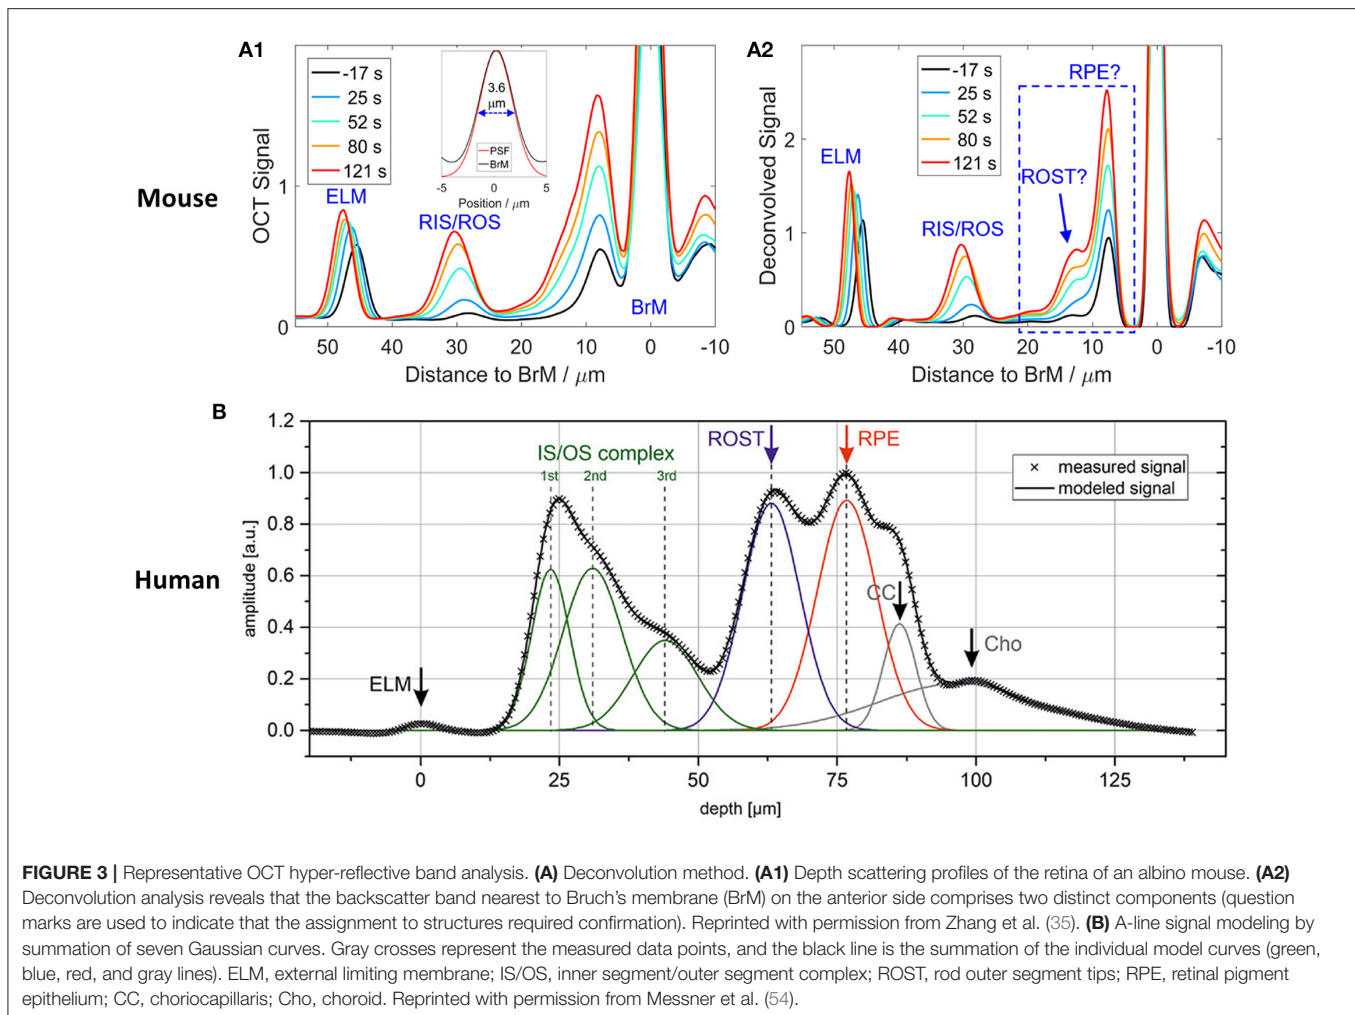 A1
-17 s
25 s
52 s
80 s
121 s
3.6
μm
PSF
BrM
-5 0 5
Position / μm
ELM
RIS/ROS
BrM
OCT Signal
0
1
50 40 30 20 10 0 -10
Distance to BrM / μm
A2
-17 s
25 s
52 s
80 s
121 s
RPE?
ELM
ROST?
RIS/ROS
Deconvolved Signal
0
1
2
50 40 30 20 10 0 -10
Distance to BrM / μm
Mouse
B
Human
1.2
1.0
0.8
0.6
0.4
0.2
0.0
amplitude [a.u.]
IS/OS complex
1st 2nd 3rd
ROST
RPE
× measured signal
modeled signal
ELM
CC
Cho
0 25 50 75 100 125
depth [μm]
FIGURE 3 | Representative OCT hyper-reflective band analysis. (A) Deconvolution method. (A1) Depth scattering profiles of the retina of an albino mouse. (A2)
Deconvolution analysis reveals that the backscatter band nearest to Bruch's membrane (BrM) on the anterior side comprises two distinct components (question
marks are used to indicate that the assignment to structures required confirmation). Reprinted with permission from Zhang et al. (35). (B) A-line signal modeling by
summation of seven Gaussian curves. Gray crosses represent the measured data points, and the black line is the summation of the individual model curves (green,
blue, red, and gray lines). ELM, external limiting membrane; IS/OS, inner segment/outer segment complex; ROST, rod outer segment tips; RPE, retinal pigment
epithelium; CC, choriocapillaris; Cho, choroid. Reprinted with permission from Messner et al. (54).